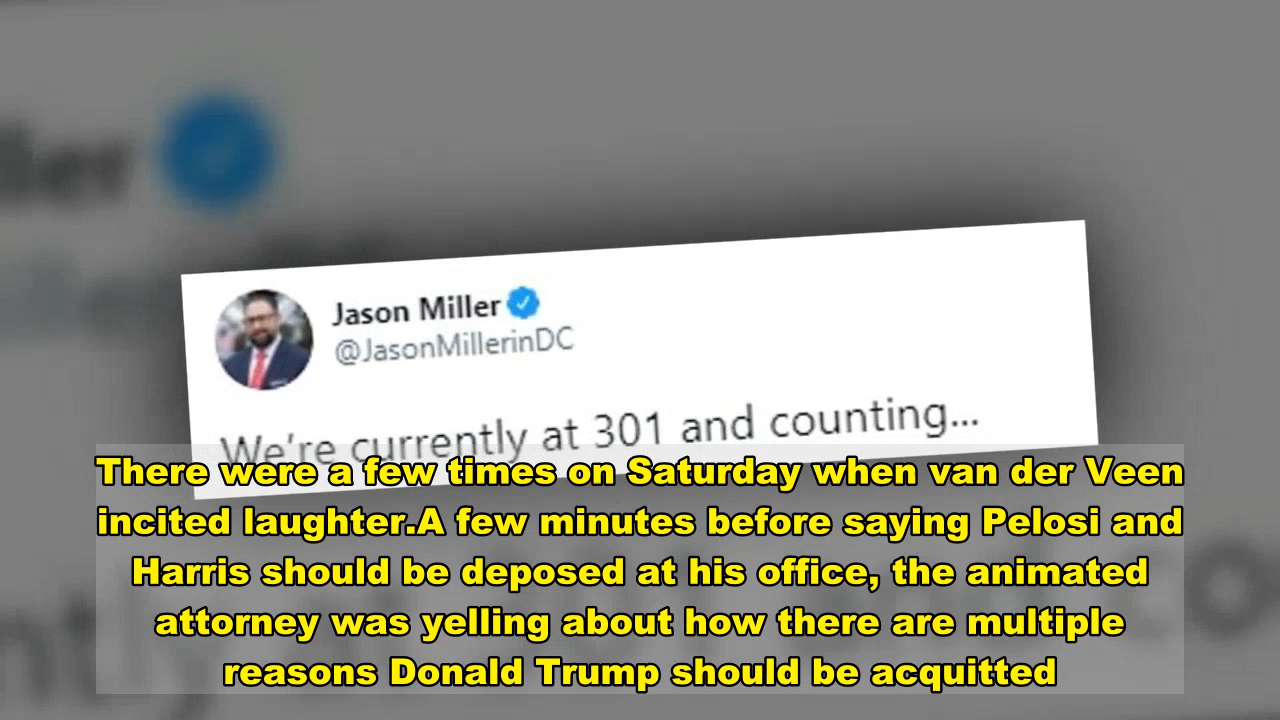 Jason Miller
@JasonMillerinDC
We're currently at 301 and counting...
There were a few times on Saturday when van der Veen
incited laughter.A few minutes before saying Pelosi and
Harris should be deposed at his office, the animated
attorney was yelling about how there are multiple
reasons Donald Trump should be acquitted